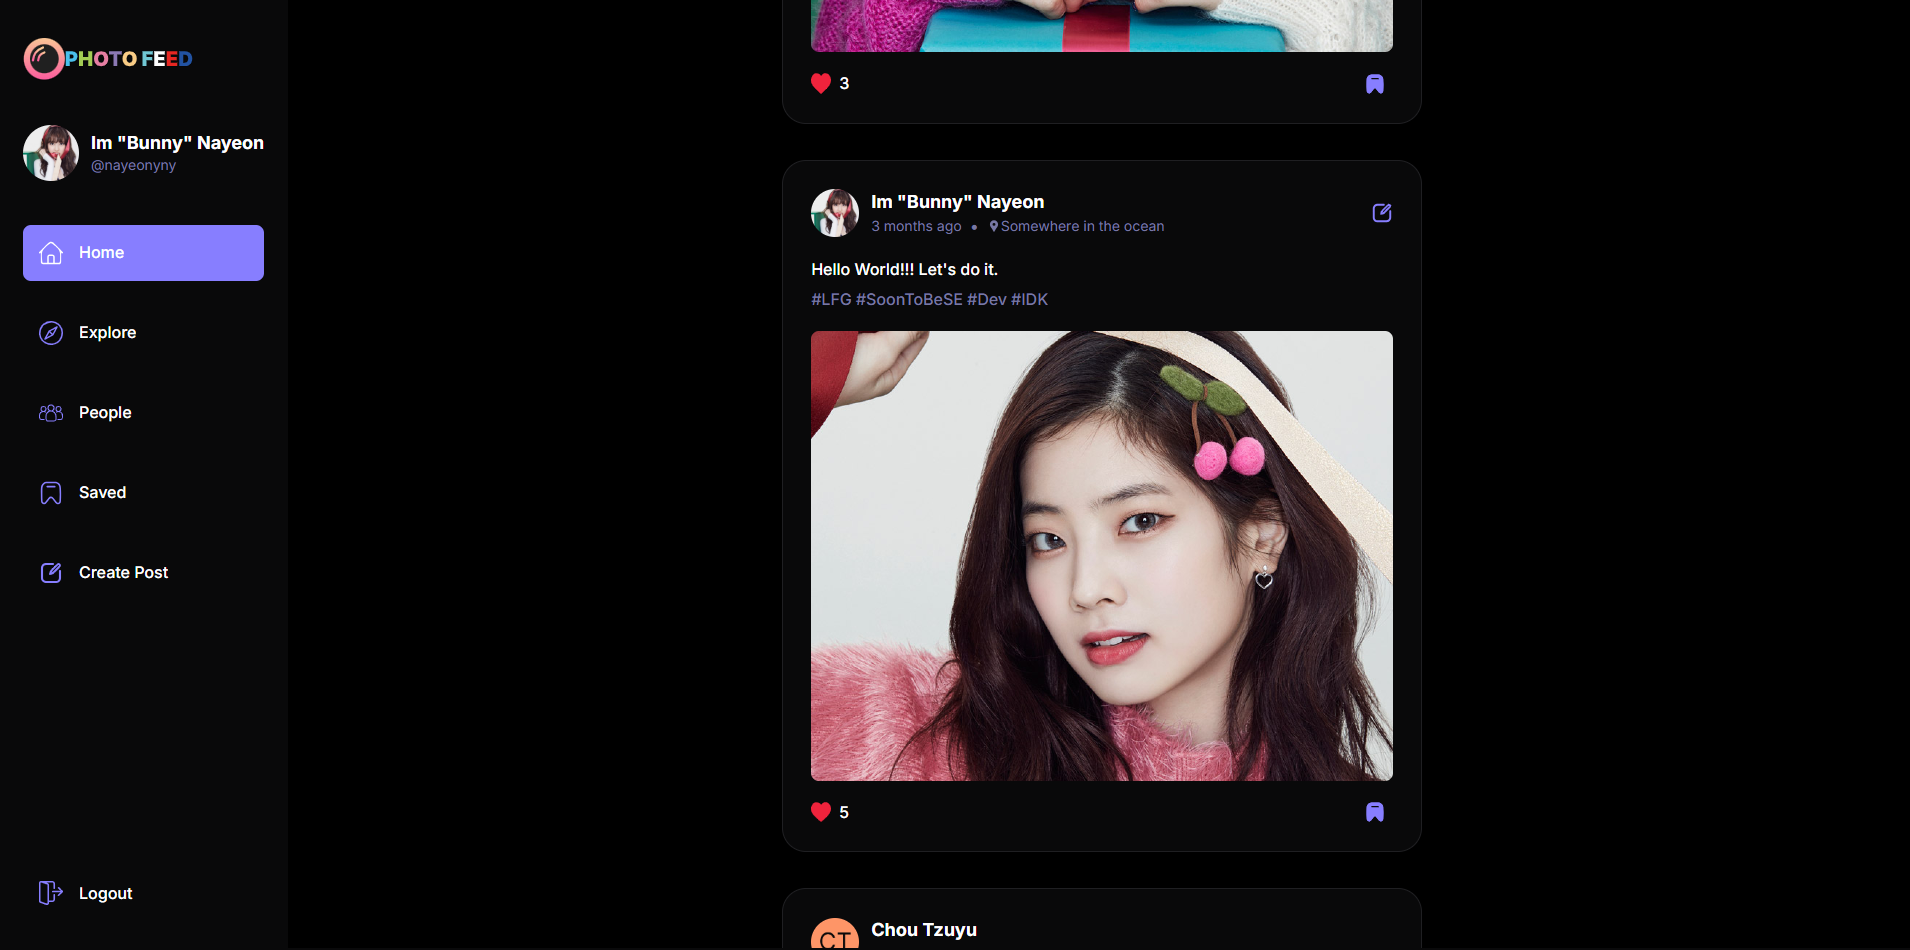 PHOTO FEED
Im "Bunny" Nayeon
@nayeonyny
Home
Explore
People
Saved
Create Post
Logout
3
Im "Bunny" Nayeon
3 months ago • Somewhere in the ocean
Hello World!!! Let's do it.
#LFG #SoonToBeSE #Dev #IDK
5
CT
Chou Tzuyu